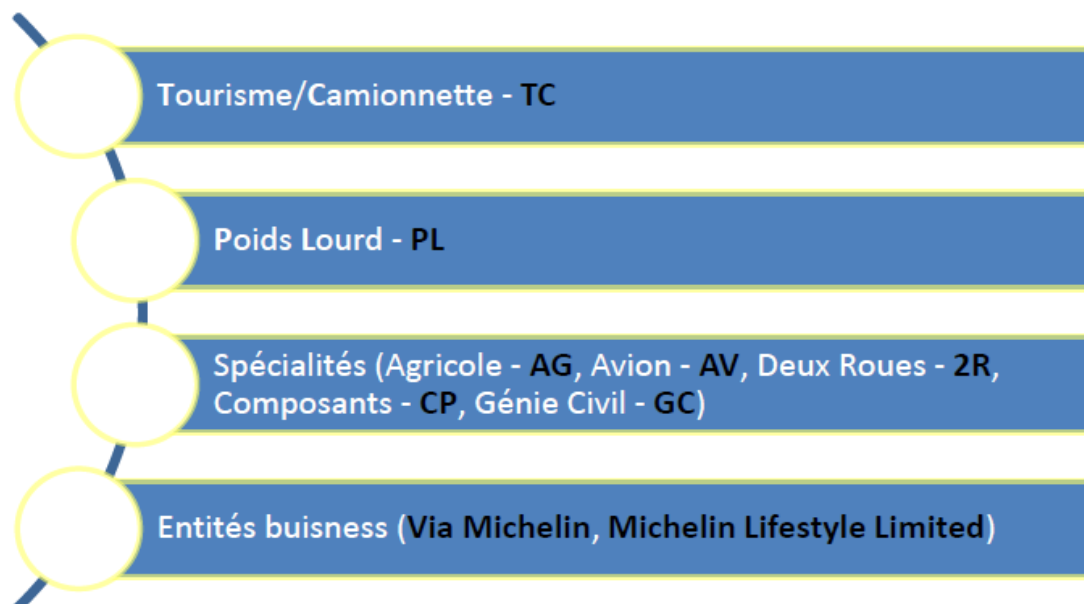 Tourisme/Camionnette - TC
Poids Lourd - PL
Spécialités (Agricole - AG, Avion - AV, Deux Roues - 2R,
Composants - CP, Génie Civil - GC)
Entités buisness (Via Michelin, Michelin Lifestyle Limited)